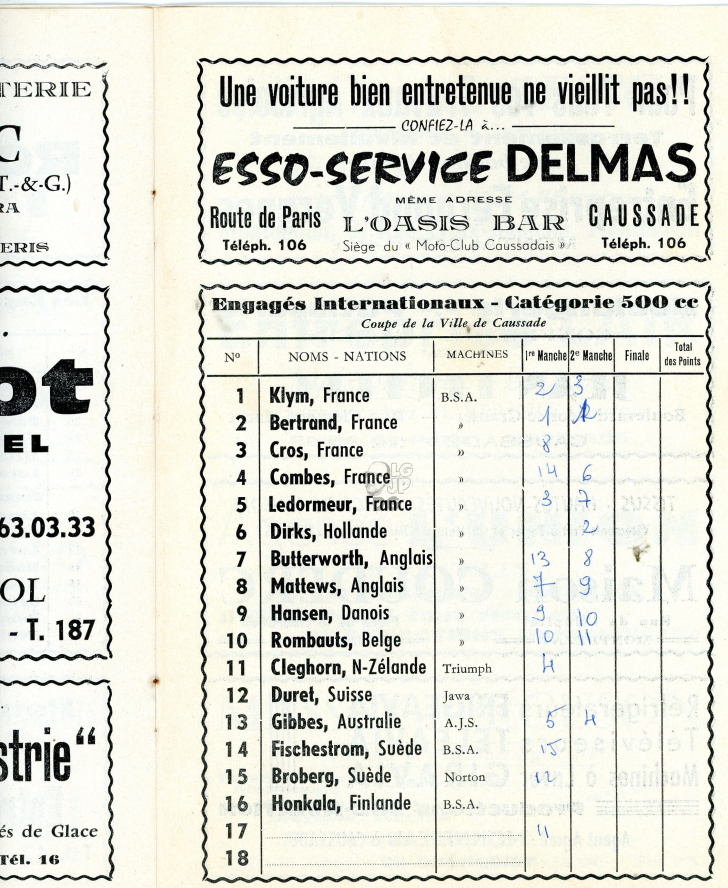 TERIE
C
T.-&-G.)
RA
ERIS
ot
EL
63.03.33
OL
- T. 187
strie“
és de Glace
Tél. 16
Une voiture bien entretenue ne vieillit pas!!
CONFIEZ-LA à...
ESSO-SERVICE DELMAS
MÊME ADRESSE
Route de Paris L'OASIS BAR CAUSSADE
Téléph. 106 Siège du « Moto-Club Caussadais » Téléph. 106
Engagés Internationaux - Catégorie 500 cc
Coupe de la Ville de Caussade
N° NOMS - NATIONS MACHINES 1re Manche 2e Manche Finale Total des Points
1 Klym, France B.S.A. 2 3
2 Bertrand, France » 1
3 Cros, France » 8
4 Combes, France » 14 6
5 Ledormeur, France » 3 7
6 Dirks, Hollande » 2
7 Butterworth, Anglais » 13 8
8 Mattews, Anglais » 7 9
9 Hansen, Danois » 9 10
10 Rombauts, Belge » 10 11
11 Cleghorn, N-Zélande Triumph 4
12 Duret, Suisse Jawa
13 Gibbes, Australie A.J.S. 5 4
14 Fischestrom, Suède B.S.A. 15
15 Broberg, Suède Norton 12
16 Honkala, Finlande B.S.A.
17 11
18